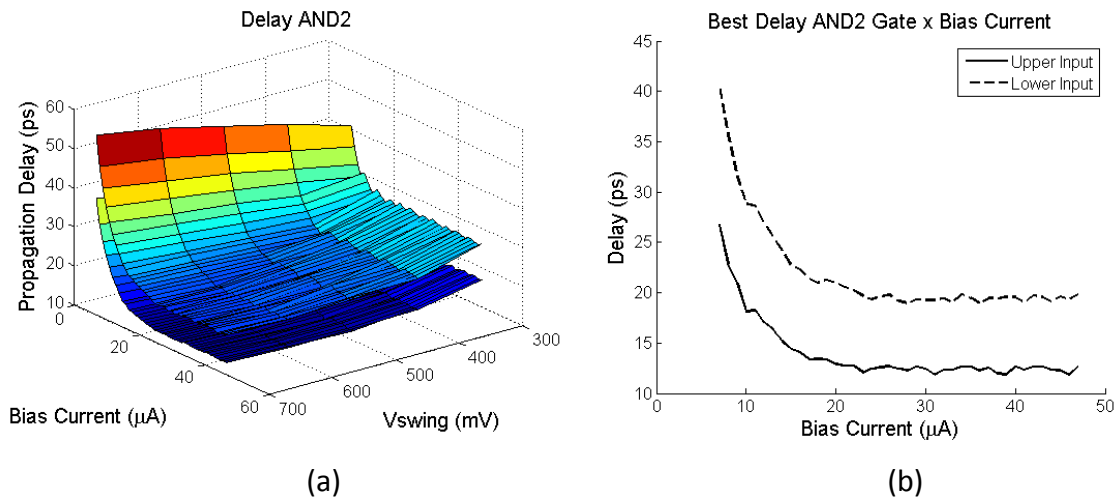 Delay AND2
Propagation Delay (ps)
60
50
40
30
20
10
0
20
40
60
Bias Current (μA)
700
600
500
400
300
Vswing (mV)
(a)
Best Delay AND2 Gate x Bias Current
Upper Input
Lower Input
Delay (ps)
45
40
35
30
25
20
15
10
0
10
20
30
40
50
Bias Current (μA)
(b)